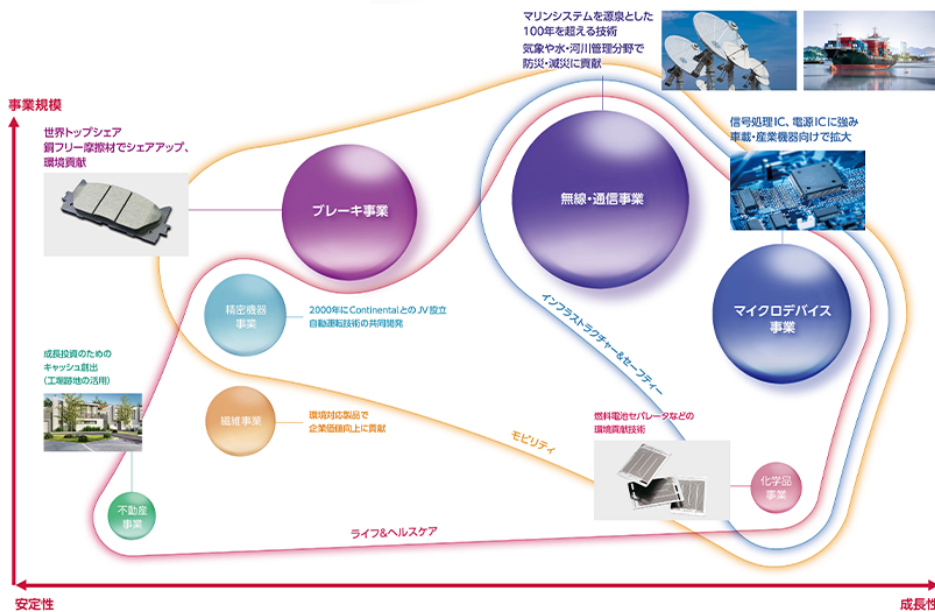 マリンシステムを源泉とした
100年を超える技術
気象や水・河川管理分野で
防災・減災に貢献
事業規模
世界トップシェア
銅フリー摩擦材でシェアアップ、
環境貢献
信号処理IC、電源ICに強み
車載・産業機器向けで拡大
ブレーキ事業
無線・通信事業
精密機器
事業
2000年にContinentalとのJV設立
自動運転技術の共同開発
マイクロデバイス
事業
インフラストラクチャー&セーフティー
成長投資のための
キャッシュ創出
(工場跡地の活用)
繊維事業
環境対応製品で
企業価値向上に貢献
モビリティ
燃料電池セパレータなどの
環境貢献技術
化学品
事業
不動産
事業
ライフ&ヘルスケア
安定性
成長性